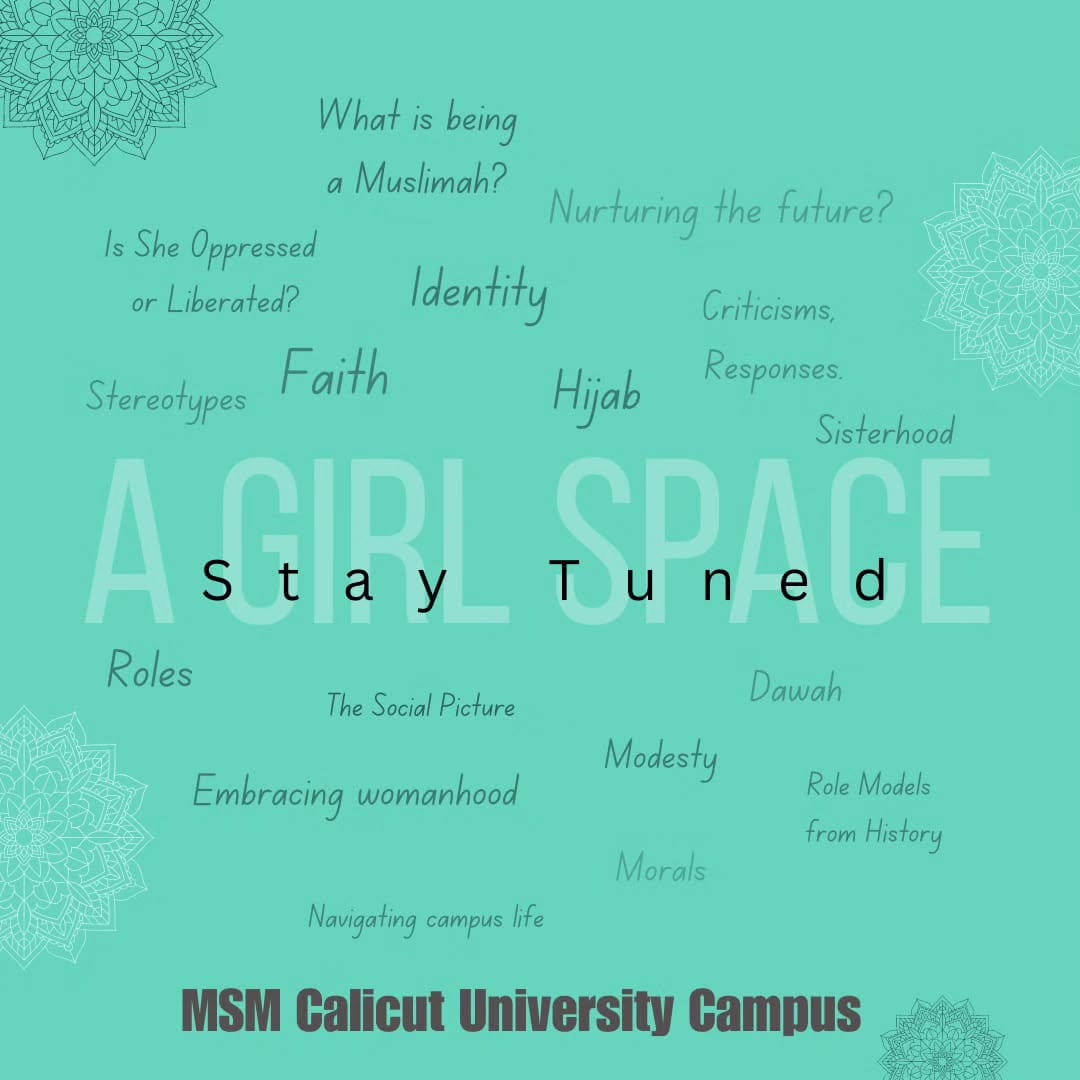 What is being
a Muslimah?
Nurturing the future?
Is She Oppressed
or Liberated?
Identity
Criticisms,
Responses.
Faith
Hijab
Stereotypes
Sisterhood
A GIRL SPACE
Stay Tuned
Roles
The Social Picture
Dawah
Modesty
Embracing womanhood
Role Models
from History
Morals
Navigating campus life
MSM Calicut University Campus